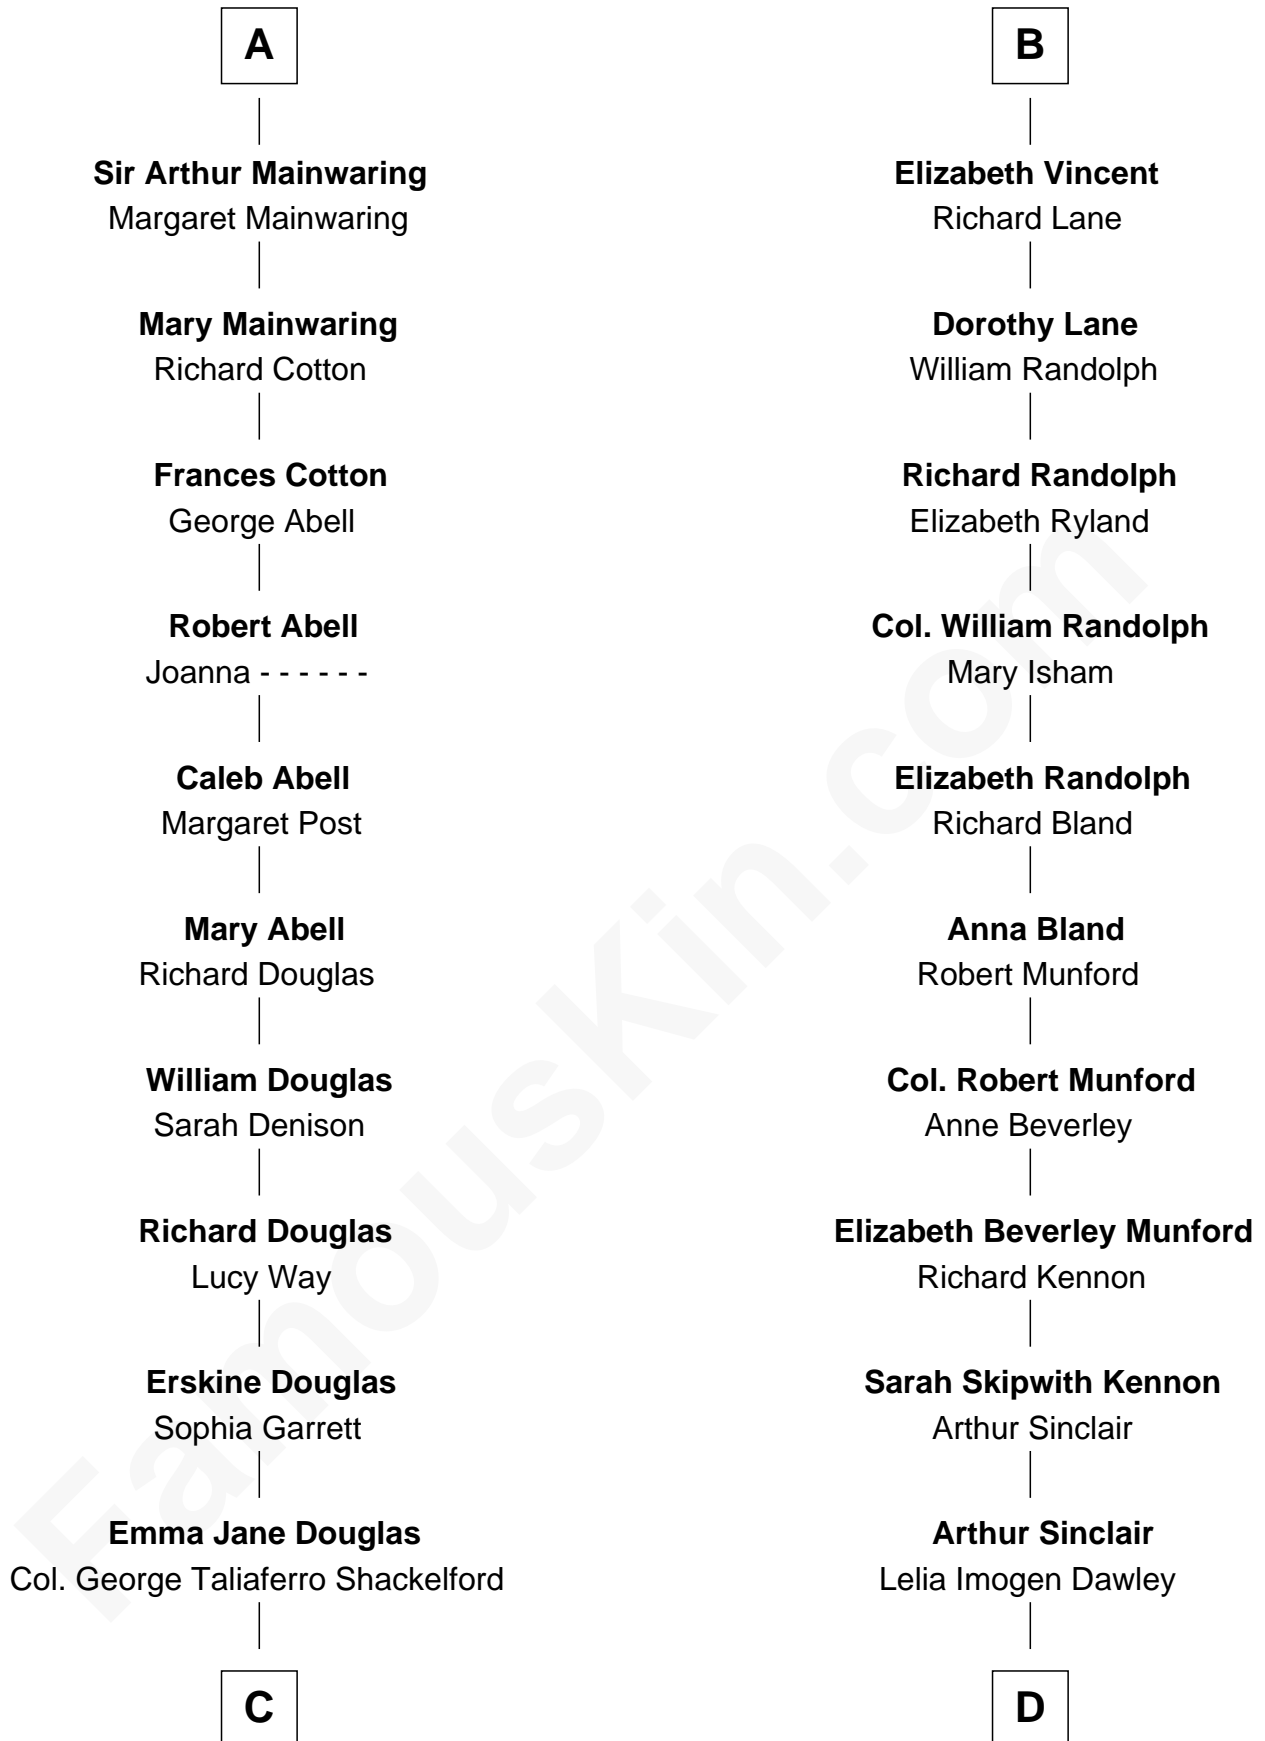 A
Sir Arthur Mainwaring
Margaret Mainwaring
Mary Mainwaring
Richard Cotton
Frances Cotton
George Abell
Robert Abell
Joanna - - - - - -
Caleb Abell
Margaret Post
Mary Abell
Richard Douglas
William Douglas
Sarah Denison
Richard Douglas
Lucy Way
Erskine Douglas
Sophia Garrett
Emma Jane Douglas
Col. George Taliaferro Shackelford
C
B
Elizabeth Vincent
Richard Lane
Dorothy Lane
William Randolph
Richard Randolph
Elizabeth Ryland
Col. William Randolph
Mary Isham
Elizabeth Randolph
Richard Bland
Anna Bland
Robert Munford
Col. Robert Munford
Anne Beverley
Elizabeth Beverley Munford
Richard Kennon
Sarah Skipwith Kennon
Arthur Sinclair
Arthur Sinclair
Lelia Imogen Dawley
D
FamousKin.com